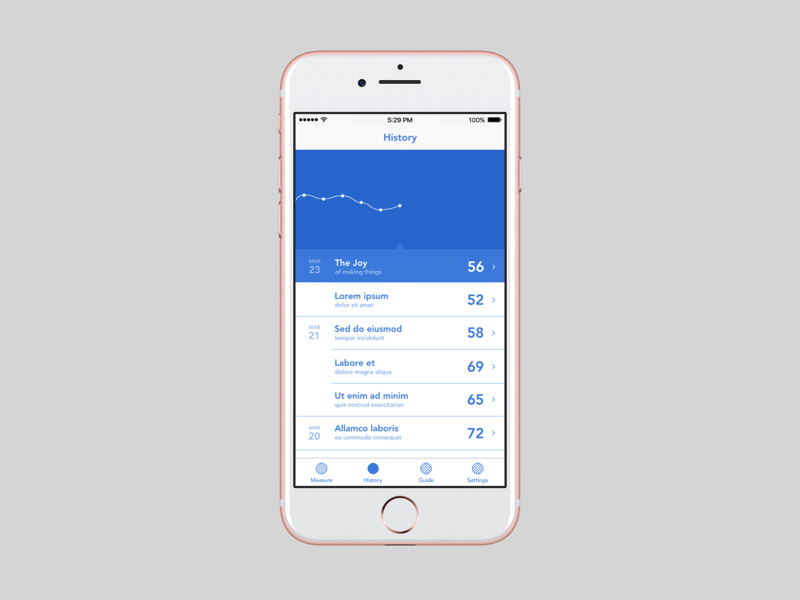 5:29 PM 100%
History
MAR
23
The Joy
of making things
56
Lorem ipsum
dolor sit amet
52
MAR
21
Sed do eiusmod
tempor incididunt
58
Labore et
dolore magna aliqua
69
Ut enim ad minim
quis nostrud exercitation
65
MAR
20
Allamco laboris
ea commodo consequat
72
Measure History Guide Settings